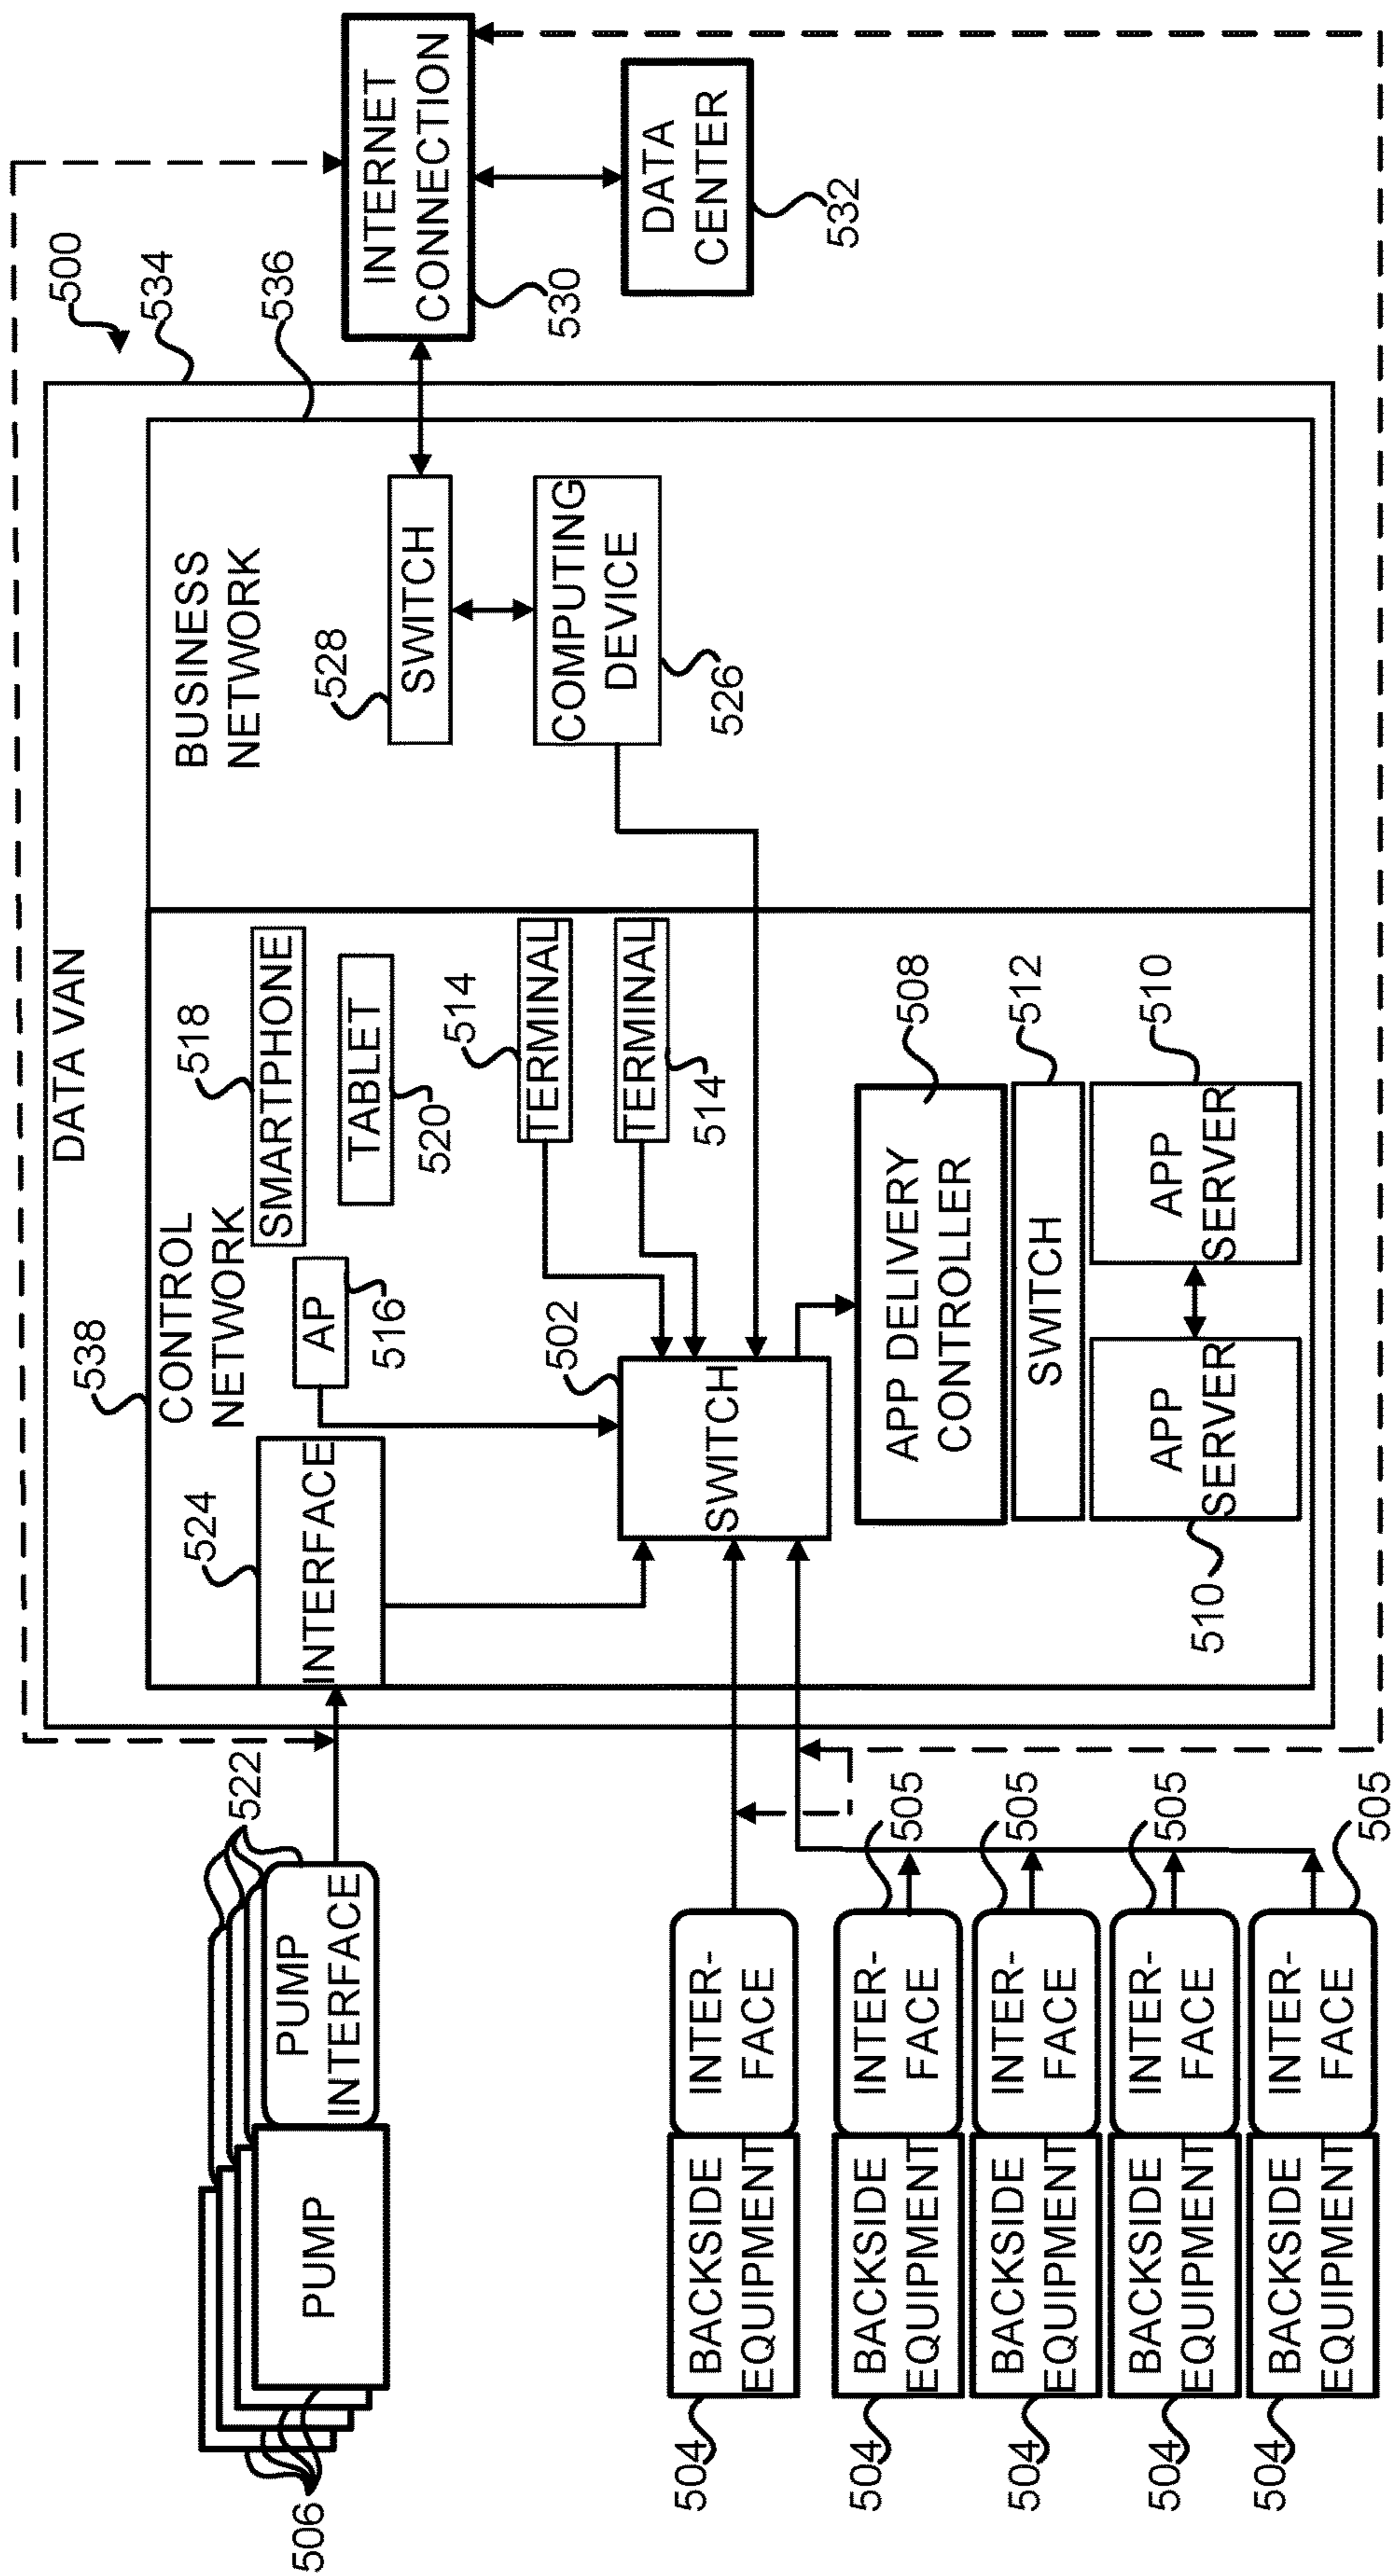 500
534
536
538
DATA VAN
CONTROL
NETWORK
BUSINESS
NETWORK
506
PUMP
PUMP
INTERFACE
522
524
INTERFACE
AP
516
518
SMARTPHONE
TABLET
520
514
TERMINAL
TERMINAL
514
528
SWITCH
COMPUTING
DEVICE
526
INTERNET
CONNECTION
530
DATA
CENTER
532
502
SWITCH
508
APP DELIVERY
CONTROLLER
512
SWITCH
510
APP
SERVER
APP
SERVER
510
504
BACKSIDE
EQUIPMENT
INTER-
FACE
504
BACKSIDE
EQUIPMENT
INTER-
FACE
505
504
BACKSIDE
EQUIPMENT
INTER-
FACE
505
504
BACKSIDE
EQUIPMENT
INTER-
FACE
505
504
BACKSIDE
EQUIPMENT
INTER-
FACE
505